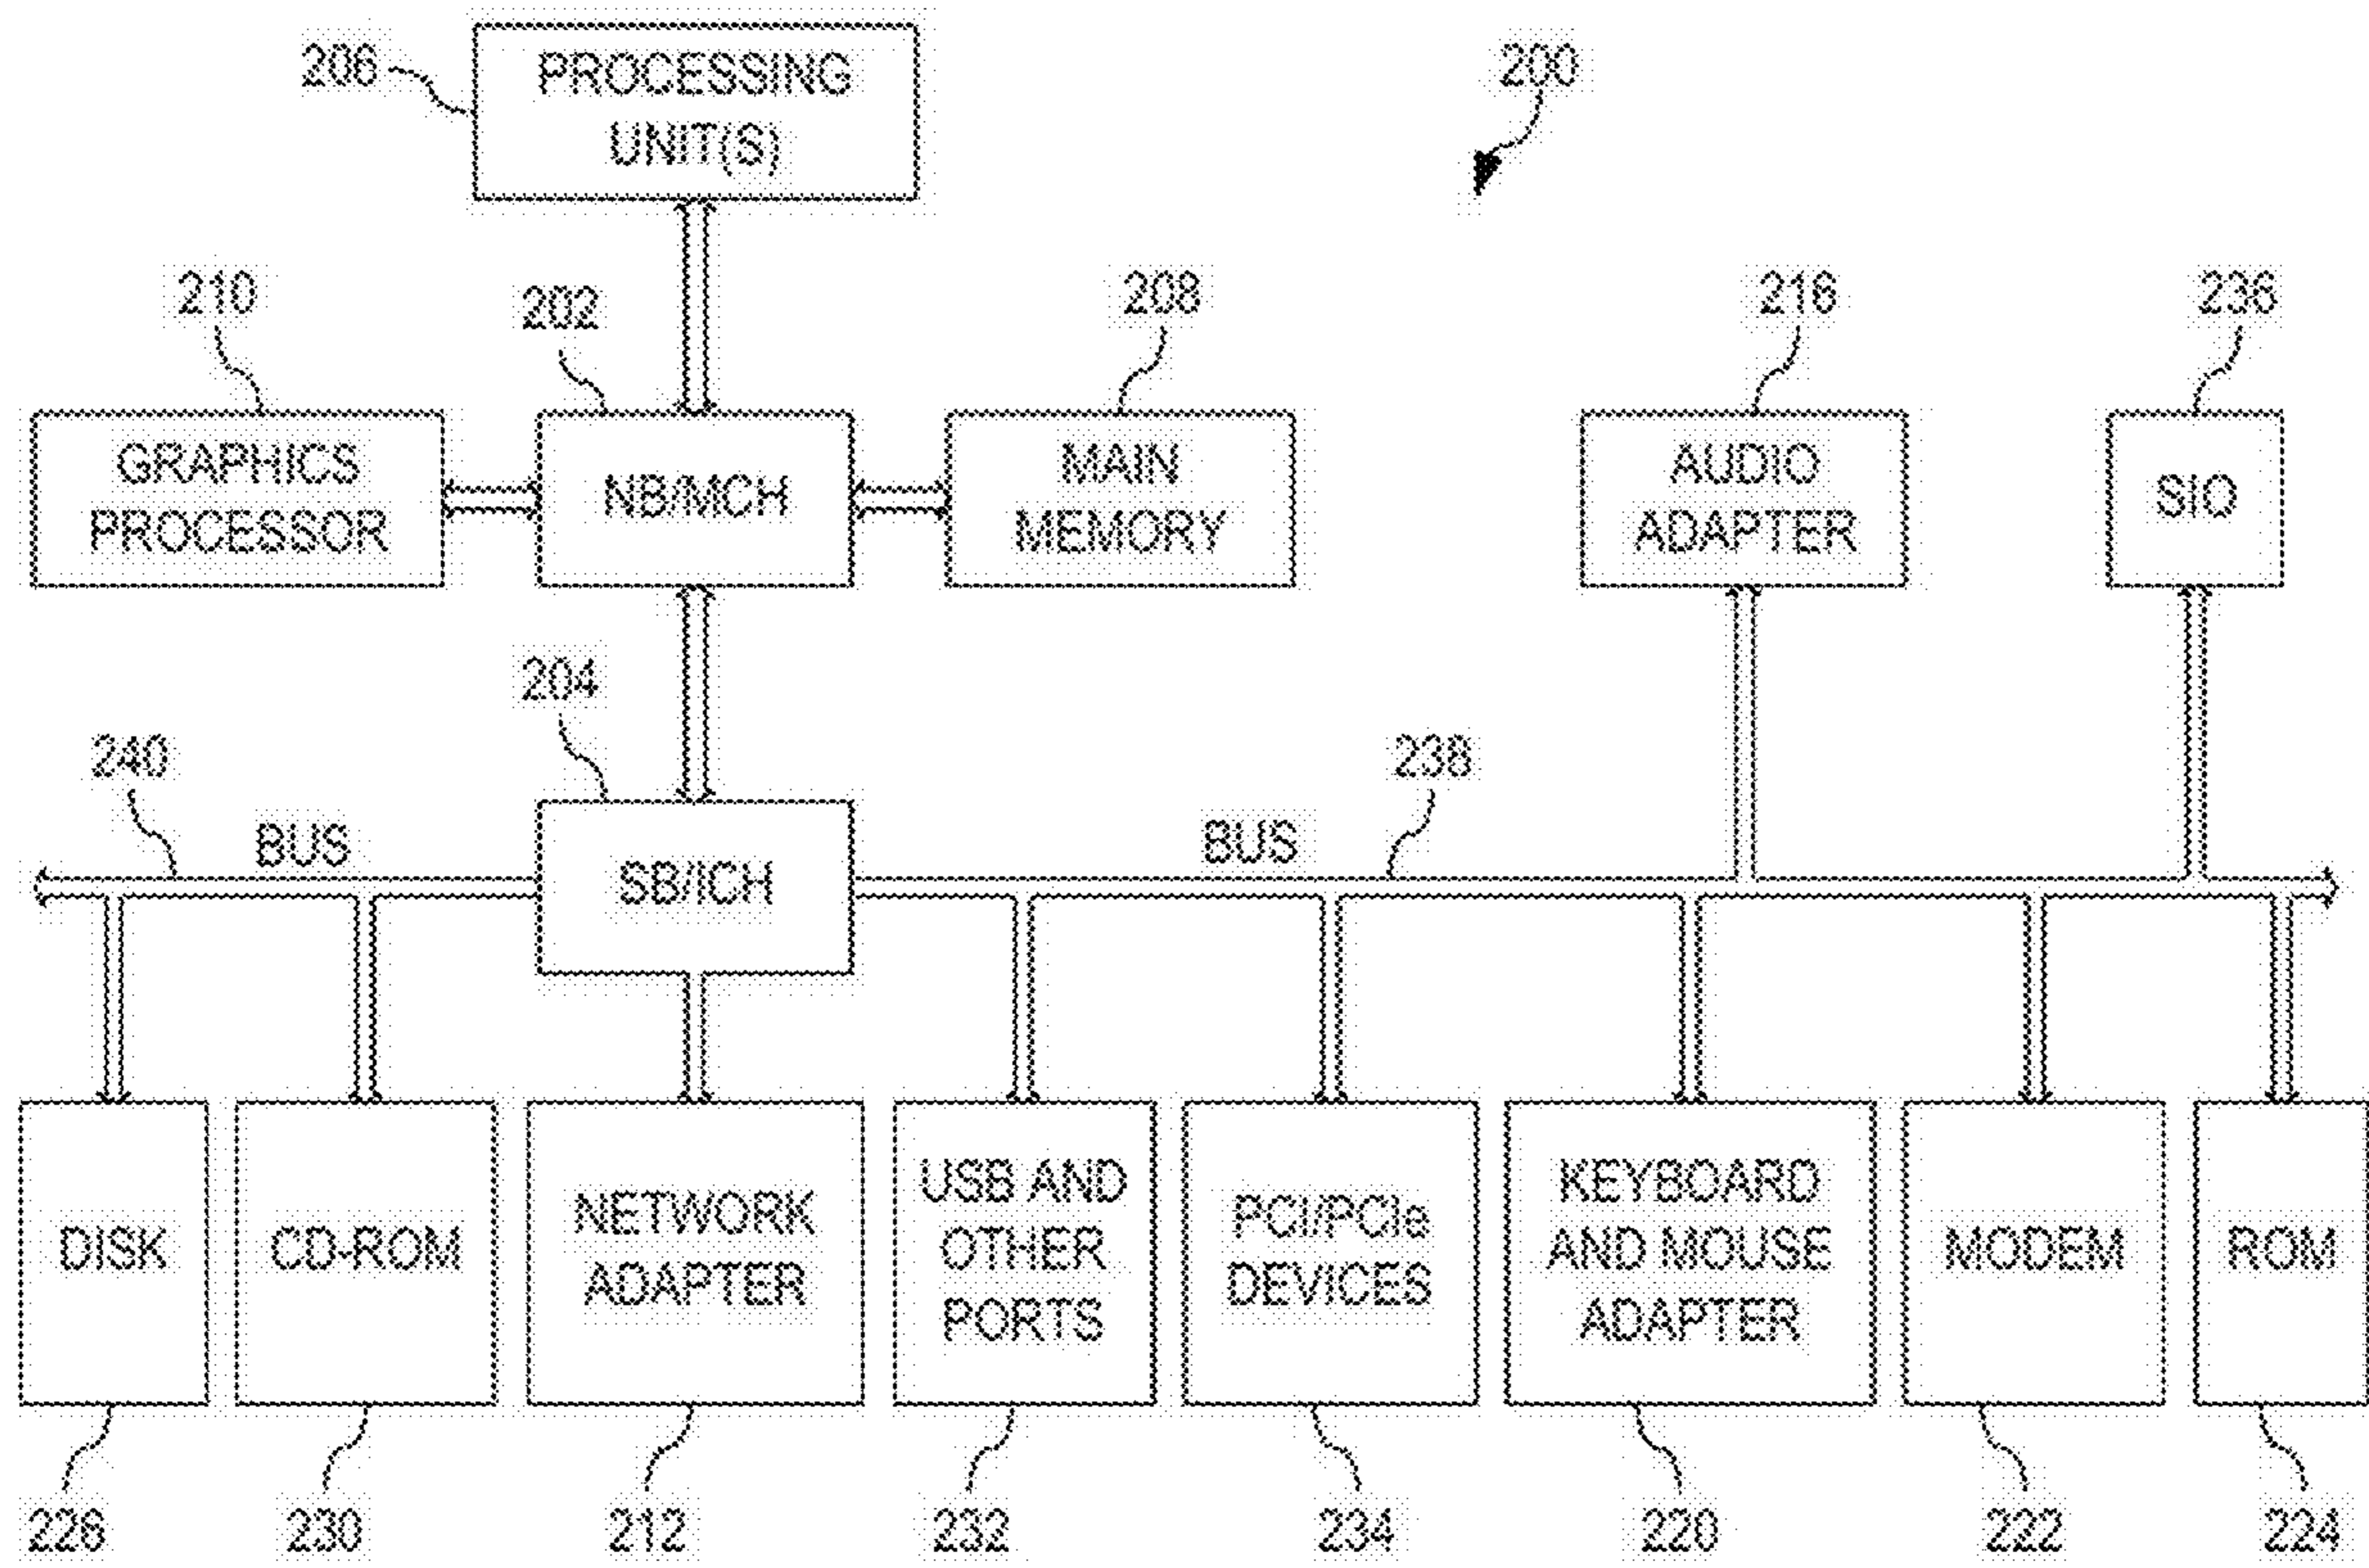 206
PROCESSING
UNIT(S)
200
210
202
208
216
236
GRAPHICS
PROCESSOR
NB/MCH
MAIN
MEMORY
AUDIO
ADAPTER
SIO
204
240
238
BUS
BUS
SB/ICH
DISK
CD-ROM
NETWORK
ADAPTER
USB AND
OTHER
PORTS
PCI/PCIe
DEVICES
KEYBOARD
AND MOUSE
ADAPTER
MODEM
ROM
226
230
212
232
234
220
222
224